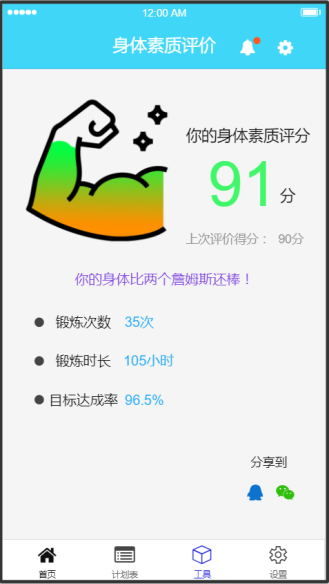 12:00 AM
身体素质评价
你的身体素质评分
91分
上次评价得分： 90分
你的身体比两个詹姆斯还棒！
锻炼次数 35次
锻炼时长 105小时
目标达成率 96.5%
分享到
首页 计划表 工具 设置